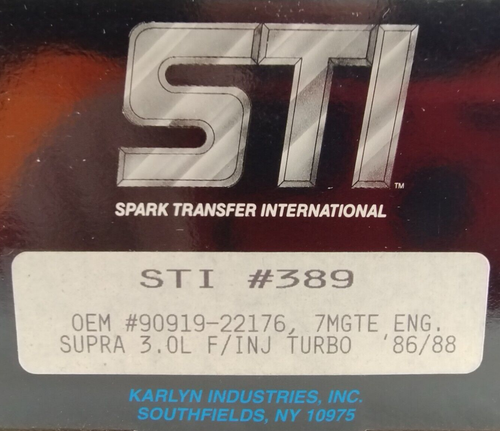 STI™
SPARK TRANSFER INTERNATIONAL
STI #389
OEM #90919-22176, 7MGTE ENG.
SUPRA 3.0L F/INJ TURBO '86/88
KARLYN INDUSTRIES, INC.
SOUTHFIELDS, NY 10975